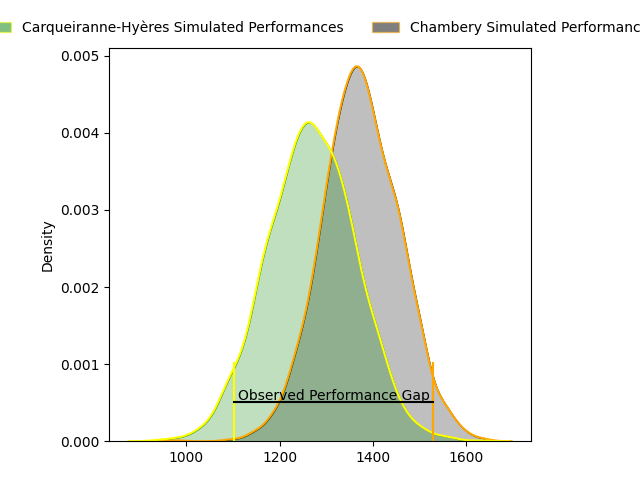 Carqueiranne-Hyères Simulated Performances
Chambery Simulated Performanc
0.005
0.004
0.003
0.002
0.001
0.000
Density
Observed Performance Gap
1000 1200 1400 1600